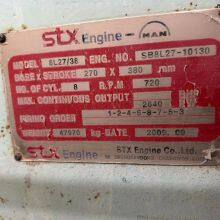 STX Engine MAN
MODEL 8L27/38 ENG. NO. SB8L27-10130
BORE x STROKE 270 x 380 mm
NO. OF CYL. 8 R.P.M 720
MAX. CONTINUOUS OUTPUT 2640
FIRING ORDER 1-2-4-6-8-7-5-3
WEIGHT 47970 kg DATE 2009. 09
STX Engine STX Engine Co., Ltd.